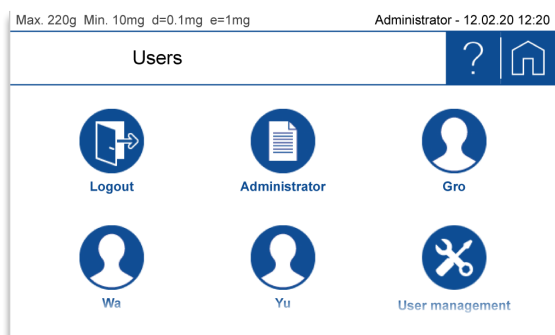 Max. 220g Min. 10mg d=0.1mg e=1mg Administrator - 12.02.20 12:20
Users ?
Logout Administrator Gro
Wa Yu User management